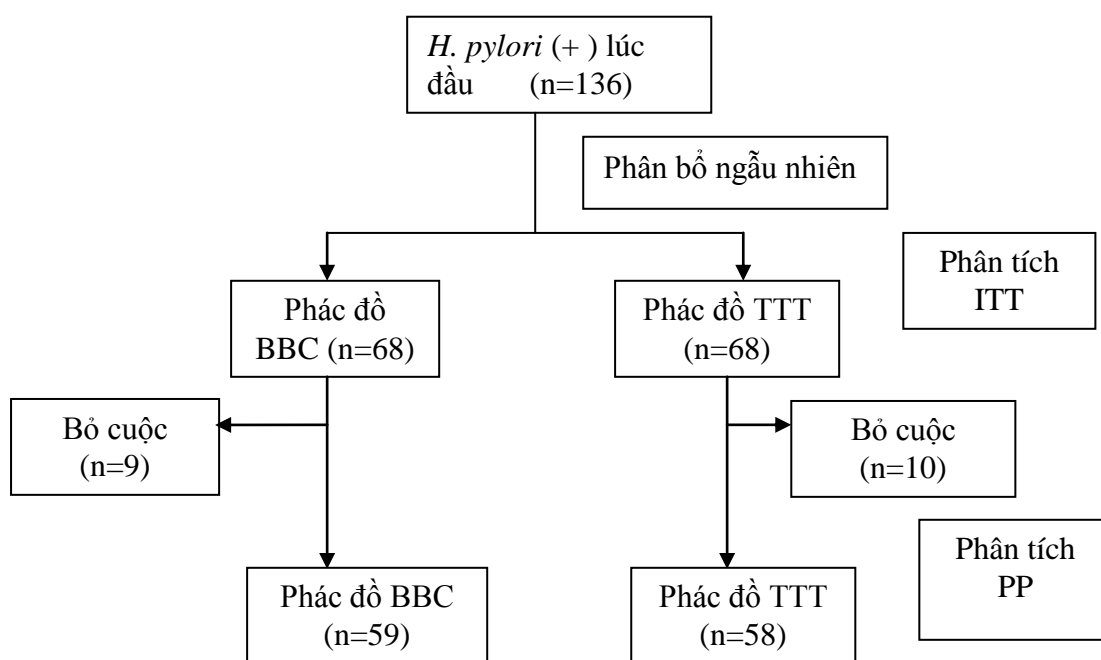 H. pylori (+ ) lúc
đầu (n=136)
Phân bổ ngẫu nhiên
Phân tích
ITT
Phác đồ
BBC (n=68)
Phác đồ TTT
(n=68)
Bỏ cuộc
(n=9)
Bỏ cuộc
(n=10)
Phân tích
PP
Phác đồ BBC
(n=59)
Phác đồ TTT
(n=58)